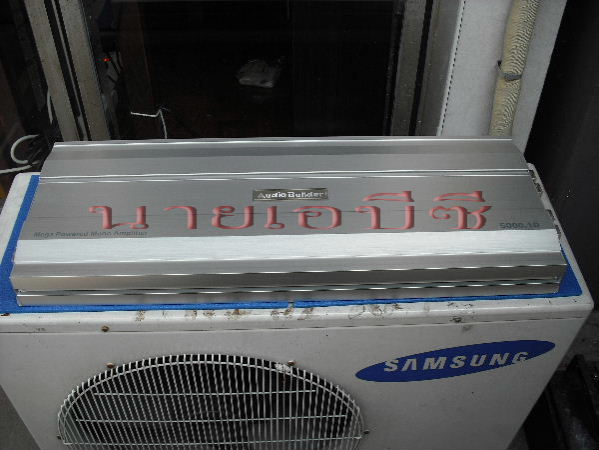 Audio Builder
นายเอบีซี
5000.1D
Mega Powered Mono Amplifier
SAMSUNG